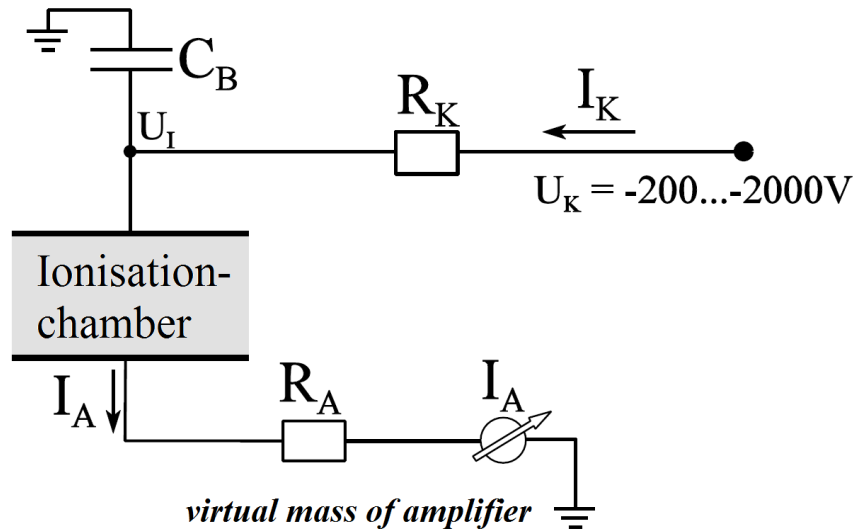 C_B
R_K
I_K
U_I
U_K = -200...-2000V
Ionisation-
chamber
I_A
R_A
I_A
virtual mass of amplifier